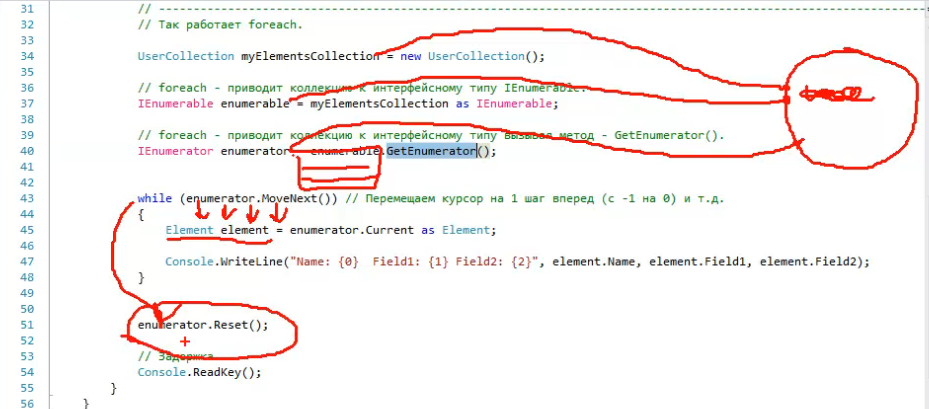 31 // ----------------------------------------------------------------
32 // Так работает foreach.
33
34 UserCollection myElementsCollection = new UserCollection();
35
36 // foreach - приводит коллекцию к интерфейсному типу IEnumerable.
37 IEnumerable enumerable = myElementsCollection as IEnumerable;
38
39 // foreach - приводит коллекцию к интерфейсному типу вызывая метод - GetEnumerator().
40 IEnumerator enumerator = enumerable.GetEnumerator();
41
42
43 while (enumerator.MoveNext()) // Перемещаем курсор на 1 шаг вперед (с -1 на 0) и т.д.
44 {
45 Element element = enumerator.Current as Element;
46
47 Console.WriteLine("Name: {0}  Field1: {1} Field2: {2}", element.Name, element.Field1, element.Field2);
48 }
49
50
51 enumerator.Reset();
52
53 // Задержка.
54 Console.ReadKey();
55 }
56 }